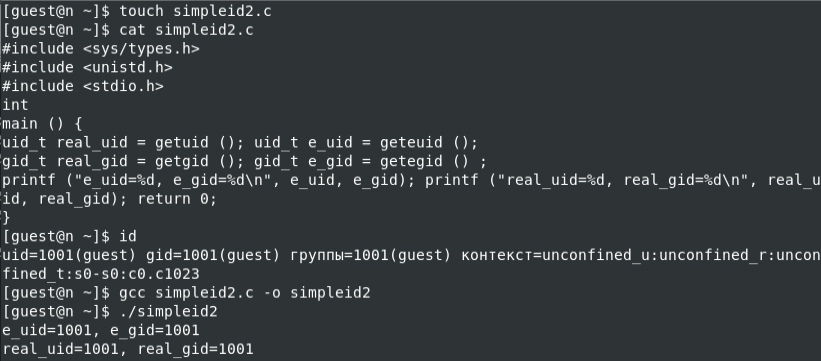 [guest@n ~]$ touch simpleid2.c
[guest@n ~]$ cat simpleid2.c
#include <sys/types.h>
#include <unistd.h>
#include <stdio.h>
int
main () {
uid_t real_uid = getuid (); uid_t e_uid = geteuid ();
gid_t real_gid = getgid (); gid_t e_gid = getegid () ;
printf ("e_uid=%d, e_gid=%d\n", e_uid, e_gid); printf ("real_uid=%d, real_gid=%d\n", real_u
id, real_gid); return 0;
}
[guest@n ~]$ id
uid=1001(guest) gid=1001(guest) группы=1001(guest) контекст=unconfined_u:unconfined_r:uncon
fined_t:s0-s0:c0.c1023
[guest@n ~]$ gcc simpleid2.c -o simpleid2
[guest@n ~]$ ./simpleid2
e_uid=1001, e_gid=1001
real_uid=1001, real_gid=1001